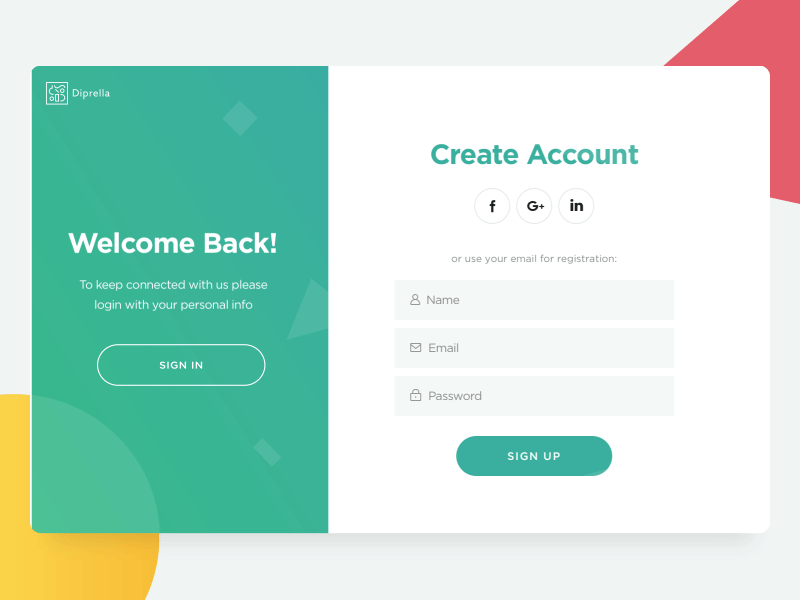 Diprella
Welcome Back!
To keep connected with us please
login with your personal info
SIGN IN
Create Account
f
G+
in
or use your email for registration:
Name
Email
Password
SIGN UP